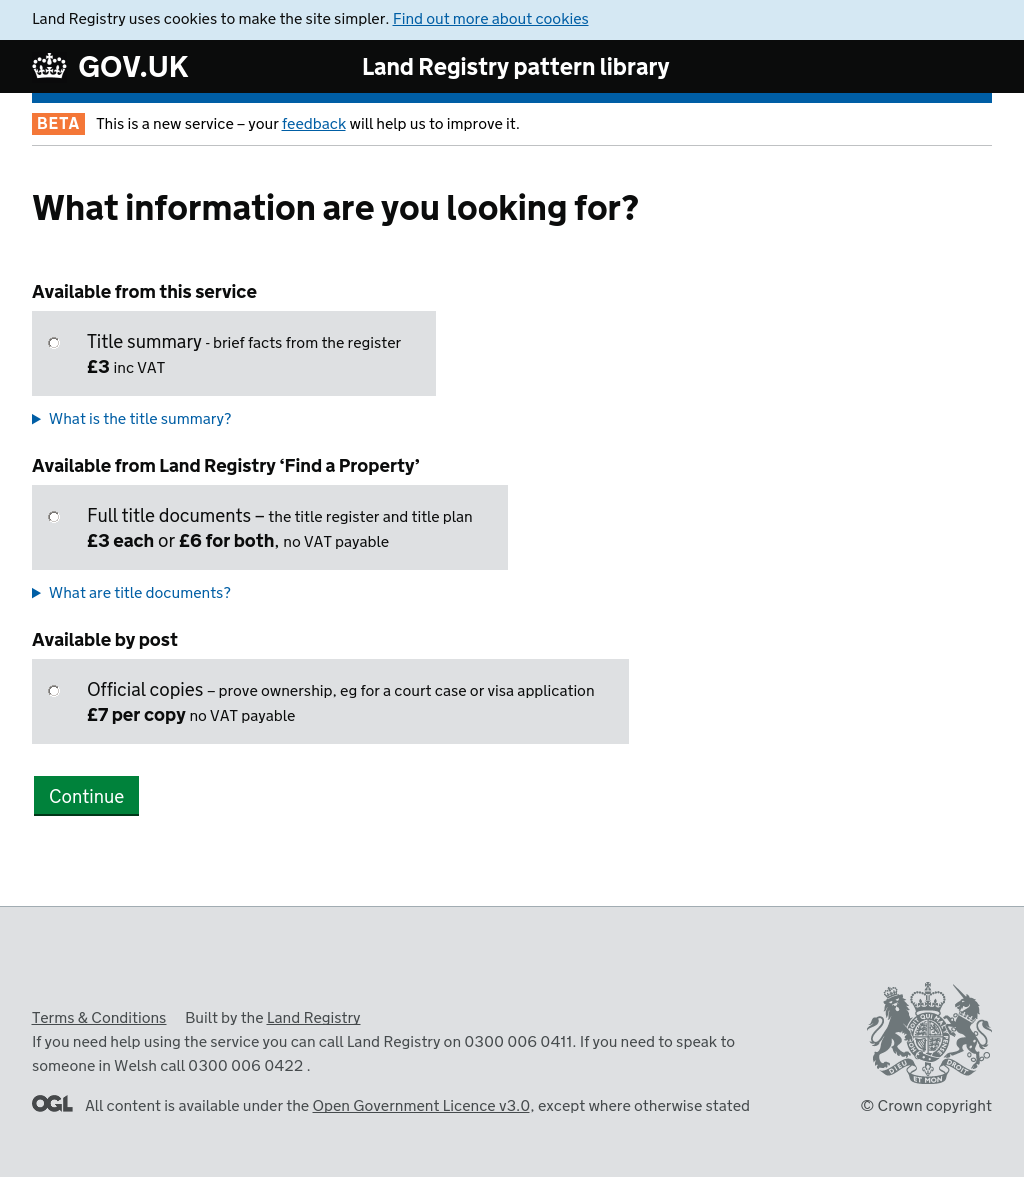 Land Registry uses cookies to make the site simpler. Find out more about cookies
GOV.UK
Land Registry pattern library
BETA This is a new service – your feedback will help us to improve it.
What information are you looking for?
Available from this service
Title summary - brief facts from the register
£3 inc VAT
What is the title summary?
Available from Land Registry ‘Find a Property’
Full title documents – the title register and title plan
£3 each or £6 for both, no VAT payable
What are title documents?
Available by post
Official copies – prove ownership, eg for a court case or visa application
£7 per copy no VAT payable
Continue
Terms & Conditions Built by the Land Registry
If you need help using the service you can call Land Registry on 0300 006 0411. If you need to speak to
someone in Welsh call 0300 006 0422 .
OGL All content is available under the Open Government Licence v3.0, except where otherwise stated
DIEU ET MON DROIT
© Crown copyright